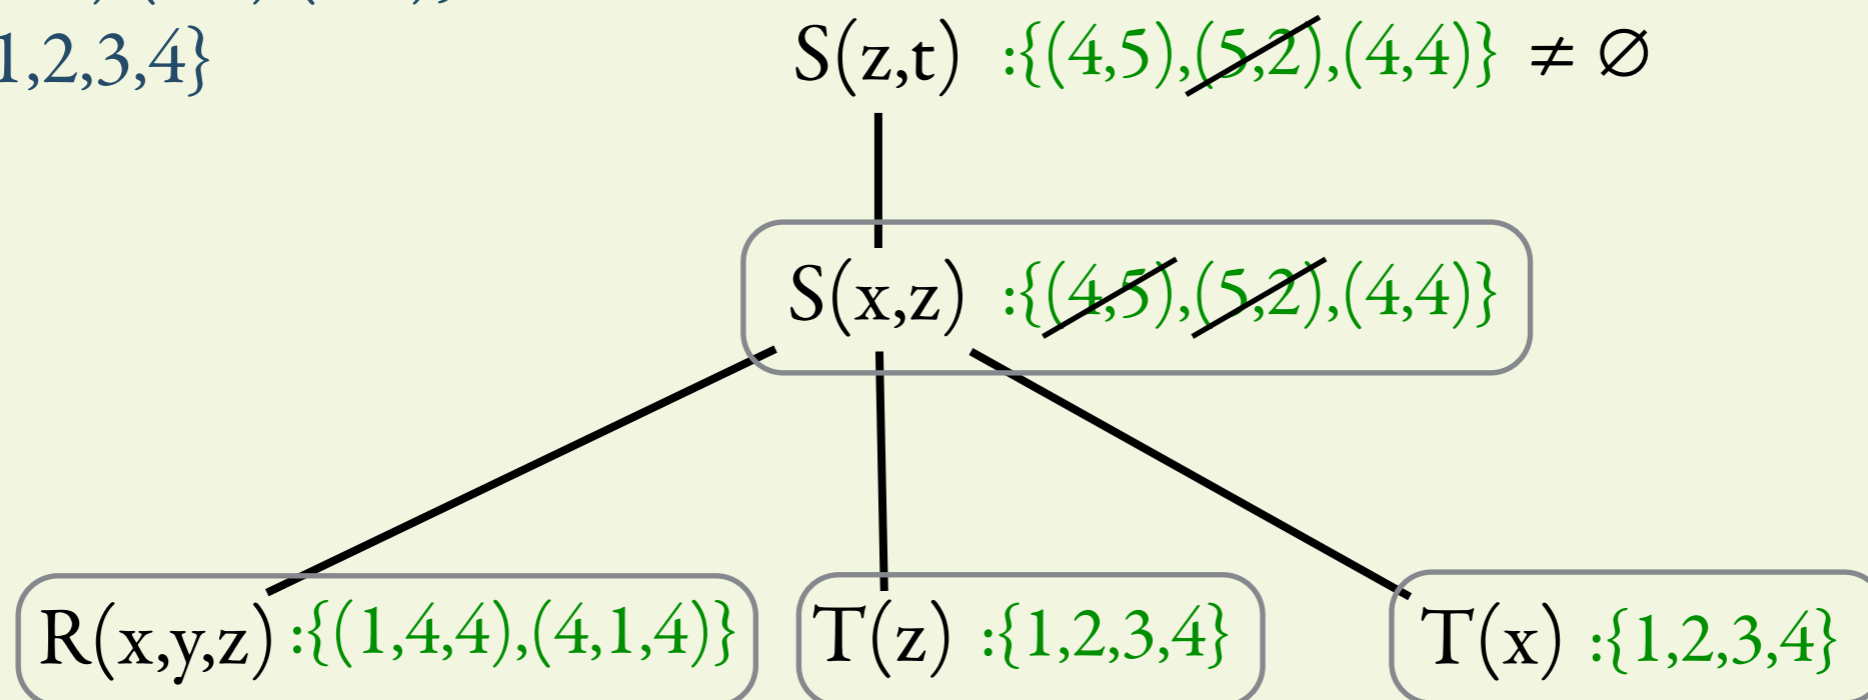 S(z,t) :{(4,5),(5,2),(4,4)} ≠ ∅
1,2,3,4}
S(x,z) :{(4,5),(5,2),(4,4)}
R(x,y,z) :{(1,4,4),(4,1,4)}
T(z) :{1,2,3,4}
T(x) :{1,2,3,4}